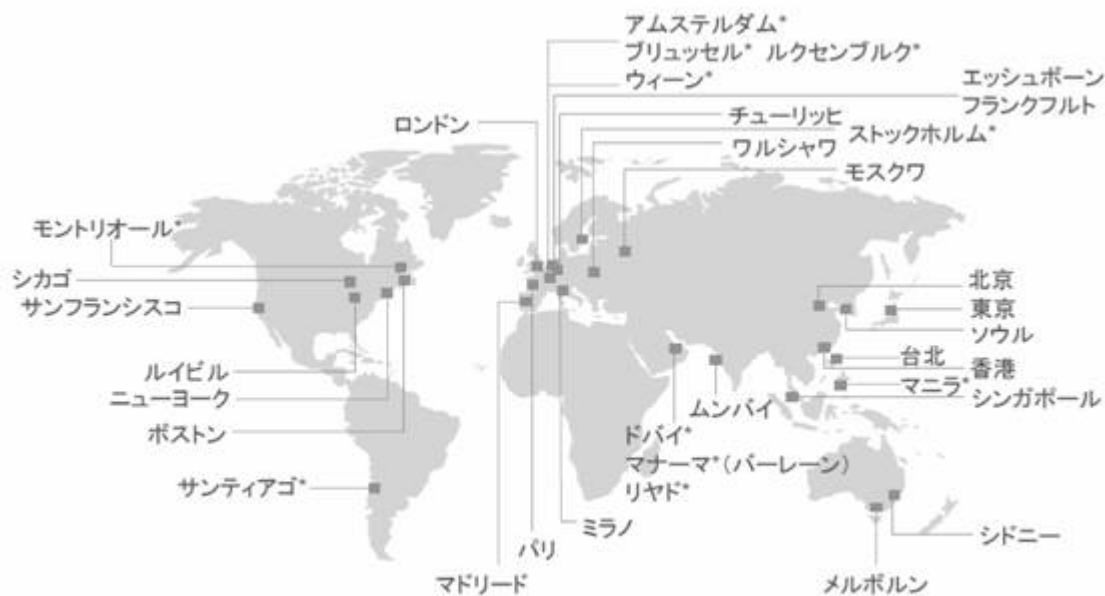 アムステルダム*
ブリュッセル* ルクセンブルク*
ウィーン*
エッシュボーン
フランクフルト
チューリッヒ
ロンドン
ストックホルム*
ワルシャワ
モスクワ
モントリオール*
シカゴ
サンフランシスコ
北京
東京
ソウル
台北
香港
マニラ*
シンガポール
ルイビル
ニューヨーク
ボストン
ムンバイ
ドバイ*
マナーマ*(バーレーン)
リヤド*
サンティアゴ*
ミラノ
パリ
マドリード
シドニー
メルボルン